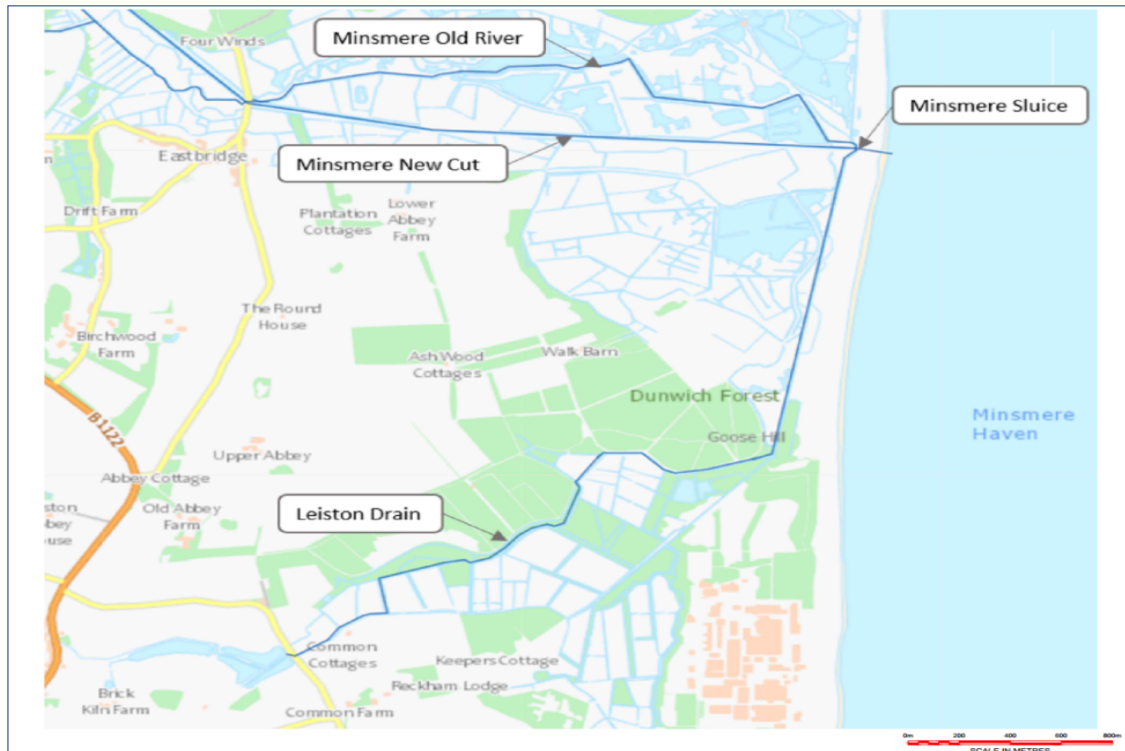 Minsmere Old River
Four Winds
Minsmere Sluice
Minsmere New Cut
Eastbridge
Drift Farm
Plantation
Cottages
Lower
Abbey
Farm
The Round
House
Birchwood
Farm
Ash Wood
Cottages
Walk Barn
Dunwich Forest
Goose Hill
Minsmere
Haven
B1122
Upper Abbey
Abbey Cottage
Old Abbey
Farm
Leiston Drain
Common
Cottages
Keepers Cottage
Reckham Lodge
Brick
Kiln Farm
Common Farm
0m 200 400 600 800m
SCALE IN METRES